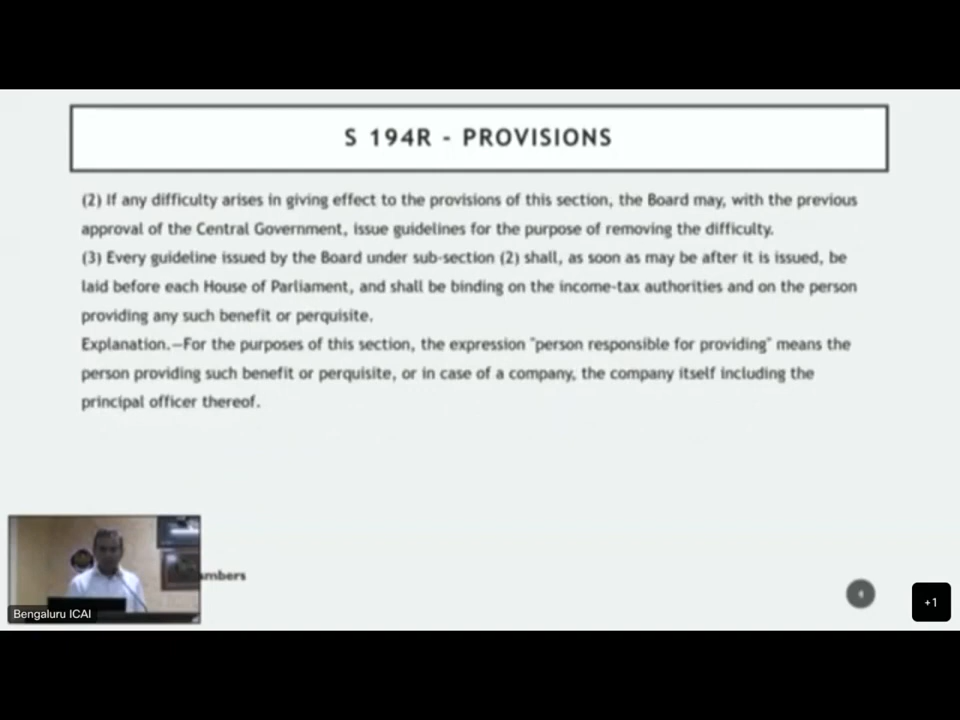 S 194R - PROVISIONS
(2) If any difficulty arises in giving effect to the provisions of this section, the Board may, with the previous
approval of the Central Government, issue guidelines for the purpose of removing the difficulty.
(3) Every guideline issued by the Board under sub-section (2) shall, as soon as may be after it is issued, be
laid before each House of Parliament, and shall be binding on the income-tax authorities and on the person
providing any such benefit or perquisite.
Explanation.—For the purposes of this section, the expression "person responsible for providing" means the
person providing such benefit or perquisite, or in case of a company, the company itself including the
principal officer thereof.
ambers
Bengaluru ICAI
+1